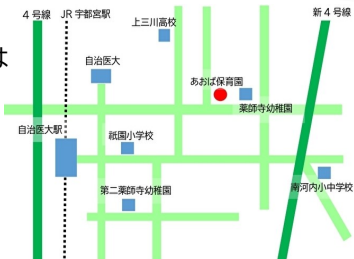 4号線
JR 宇都宮駅
上三川高校
新4号線
は
自治医大
あおば保育園
薬師寺幼稚園
自治医大駅
祇園小学校
南河内小中学校
第二薬師寺幼稚園